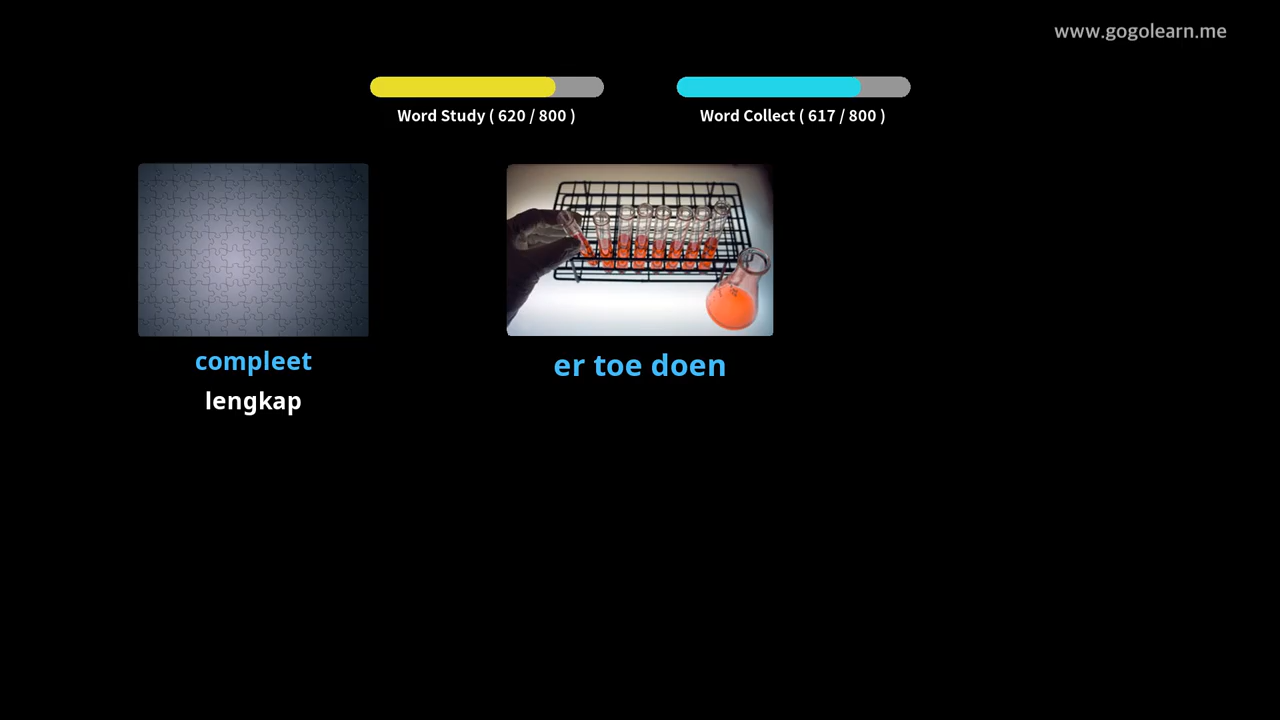 www.gogolearn.me
Word Study ( 620 / 800 )
Word Collect ( 617 / 800 )
compleet
lengkap
er toe doen